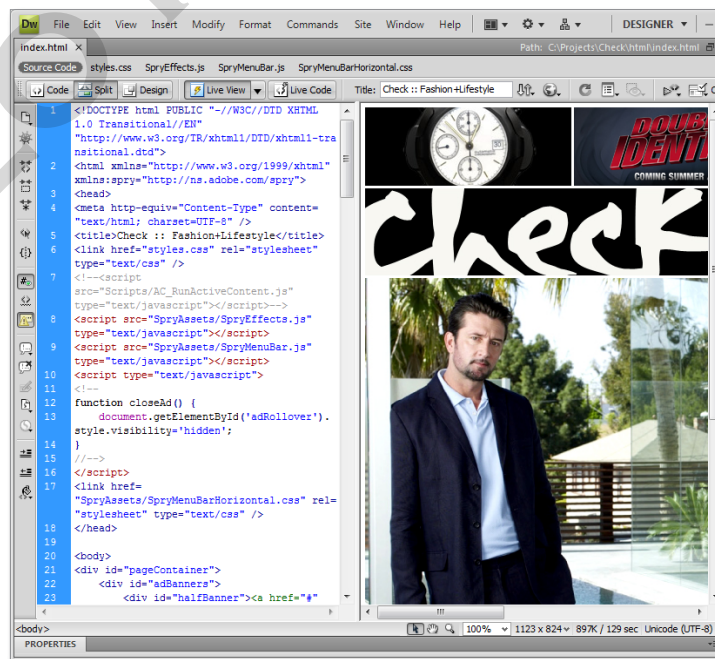 Dw File Edit View Insert Modify Format Commands Site Window Help DESIGNER
index.html × Path: C:\Projects\Check\html\index.html
Source Code styles.css SpryEffects.js SpryMenuBar.js SpryMenuBarHorizontal.css
Code Split Design Live View Live Code Title: Check :: Fashion+Lifestyle
1 <!DOCTYPE html PUBLIC "-//W3C//DTD XHTML
1.0 Transitional//EN"
"http://www.w3.org/TR/xhtml1/DTD/xhtml1-tra
nsitional.dtd">
2 <html xmlns="http://www.w3.org/1999/xhtml"
xmlns:spry="http://ns.adobe.com/spry">
3 <head>
4 <meta http-equiv="Content-Type" content=
"text/html; charset=UTF-8" />
5 <title>Check :: Fashion+Lifestyle</title>
6 <link href="styles.css" rel="stylesheet"
type="text/css" />
7 <!--<script
src="Scripts/AC_RunActiveContent.js"
type="text/javascript"></script>-->
8 <script src="SpryAssets/SpryEffects.js"
type="text/javascript"></script>
9 <script src="SpryAssets/SpryMenuBar.js"
type="text/javascript"></script>
10 <script type="text/javascript">
11 <!--
12 function closeAd() {
13 document.getElementById('adRollover').
style.visibility='hidden';
14 }
15 //-->
16 </script>
17 <link href=
"SpryAssets/SpryMenuBarHorizontal.css" rel=
"stylesheet" type="text/css" />
18 </head>
19
20 <body>
21 <div id="pageContainer">
22 <div id="adBanners">
23 <div id="halfBanner"><a href="#"
IDENTI
COMING SUMMER
check
<body> 100% 1123 x 824 897K / 129 sec Unicode (UTF-8)
PROPERTIES